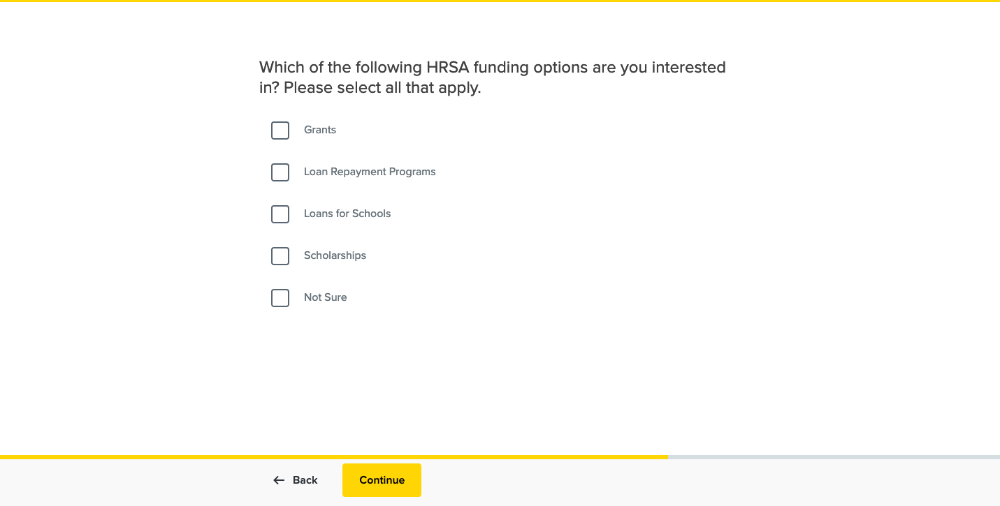 Which of the following HRSA funding options are you interested
in? Please select all that apply.
Grants
Loan Repayment Programs
Loans for Schools
Scholarships
Not Sure
Back
Continue